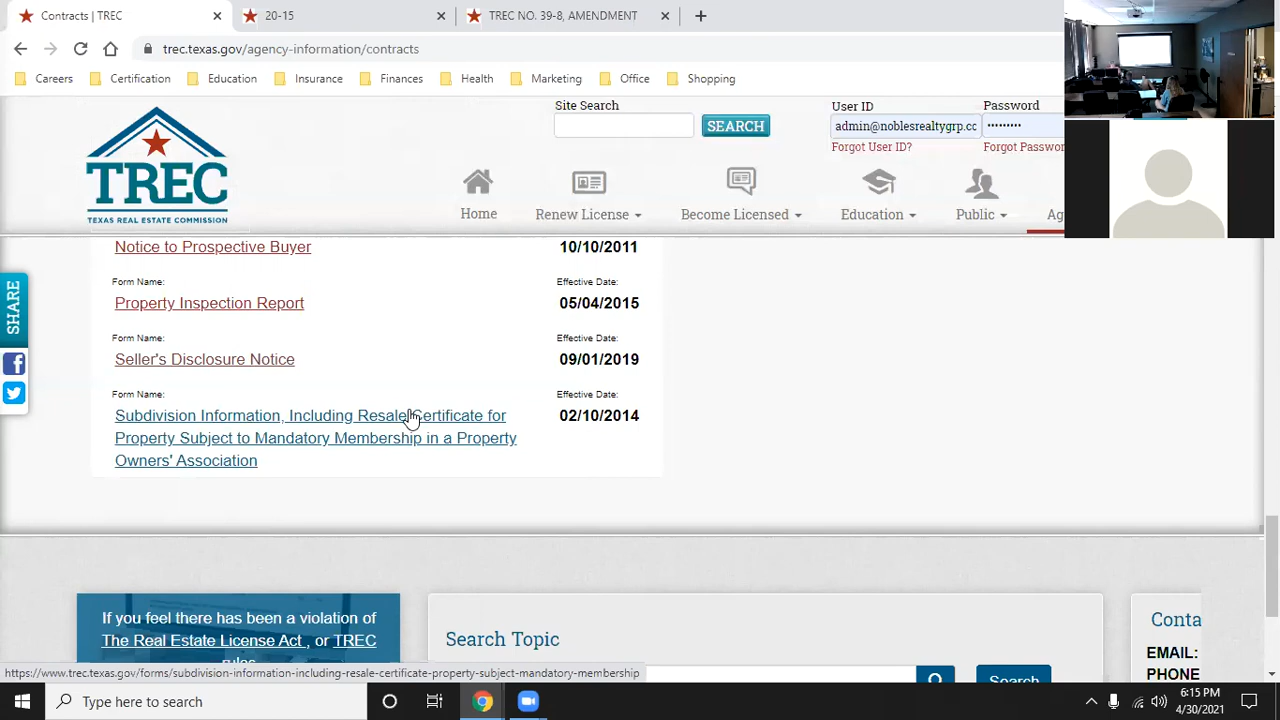 Contracts | TREC
20-15
TREC NO. 39-8, AMENDMENT
trec.texas.gov/agency-information/contracts
Careers
Certification
Education
Insurance
Finances
Health
Marketing
Office
Shopping
TREC
TEXAS REAL ESTATE COMMISSION
Site Search
SEARCH
User ID
Password
admin@noblesrealtygrp.cc
•••••••••
Forgot User ID?
Forgot Passwor
Home
Renew License
Become Licensed
Education
Public
Ag
SHARE
Notice to Prospective Buyer
10/10/2011
Form Name:
Effective Date:
Property Inspection Report
05/04/2015
Form Name:
Effective Date:
Seller's Disclosure Notice
09/01/2019
Form Name:
Effective Date:
Subdivision Information, Including Resale Certificate for
02/10/2014
Property Subject to Mandatory Membership in a Property
Owners' Association
If you feel there has been a violation of
The Real Estate License Act , or TREC
rules
Search Topic
Search
Conta
EMAIL:
PHONE
https://www.trec.texas.gov/forms/subdivision-information-including-resale-certificate-property-subject-mandatory-membership
Type here to search
6:15 PM
4/30/2021